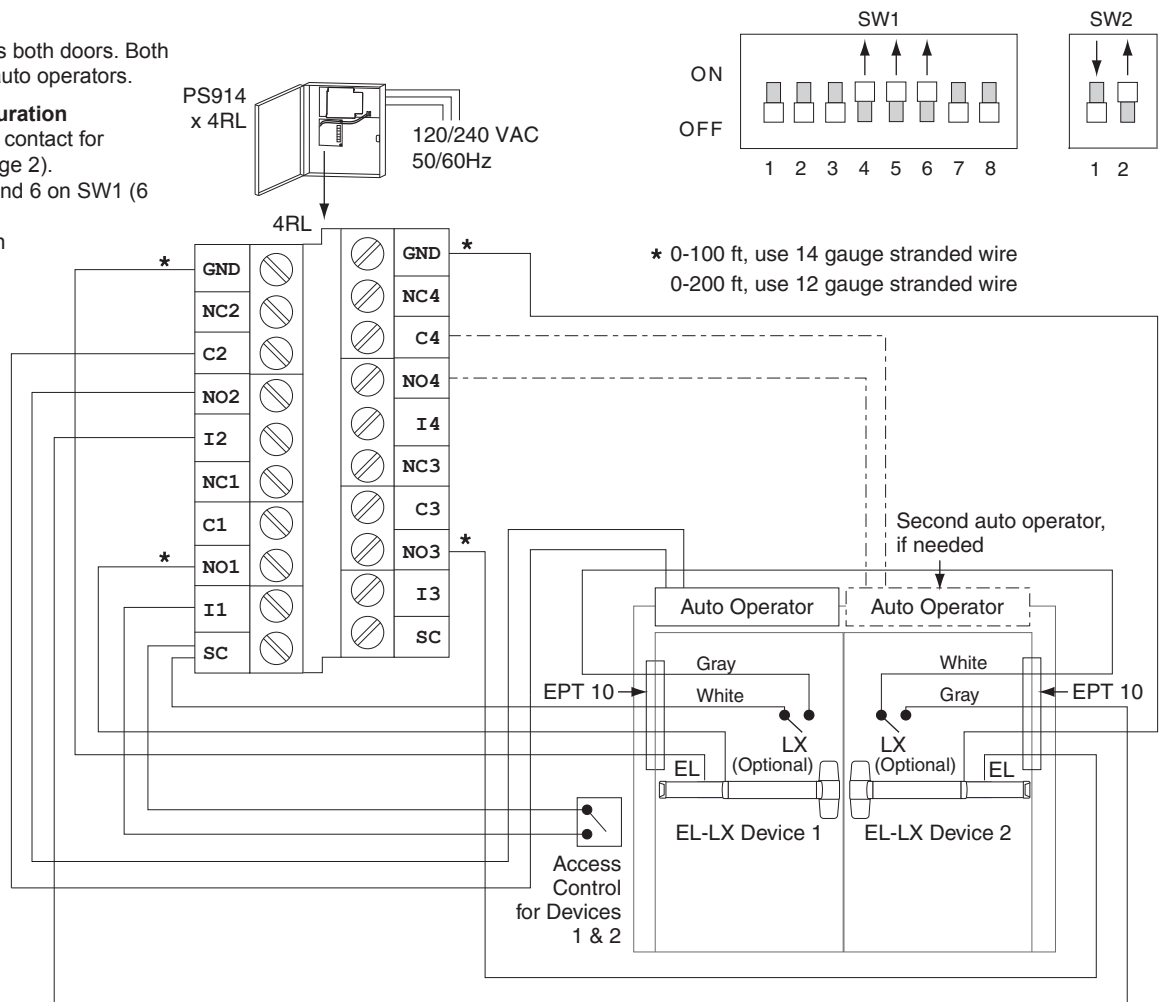 s both doors. Both
auto operators.
uration
contact for
ge 2).
nd 6 on SW1 (6
PS914
x 4RL
120/240 VAC
50/60Hz
SW1
SW2
ON
OFF
1 2 3 4 5 6 7 8
1 2
4RL
* 0-100 ft, use 14 gauge stranded wire
0-200 ft, use 12 gauge stranded wire
* GND
NC2
C2
NO2
I2
NC1
C1
* NO1
I1
SC
GND *
NC4
C4
NO4
I4
NC3
C3
NO3 *
I3
SC
Second auto operator,
if needed
Auto Operator
Auto Operator
Gray
White
White
Gray
EPT 10
EPT 10
LX
(Optional)
LX
(Optional)
EL
EL
EL-LX Device 1
EL-LX Device 2
Access
Control
for Devices
1 & 2